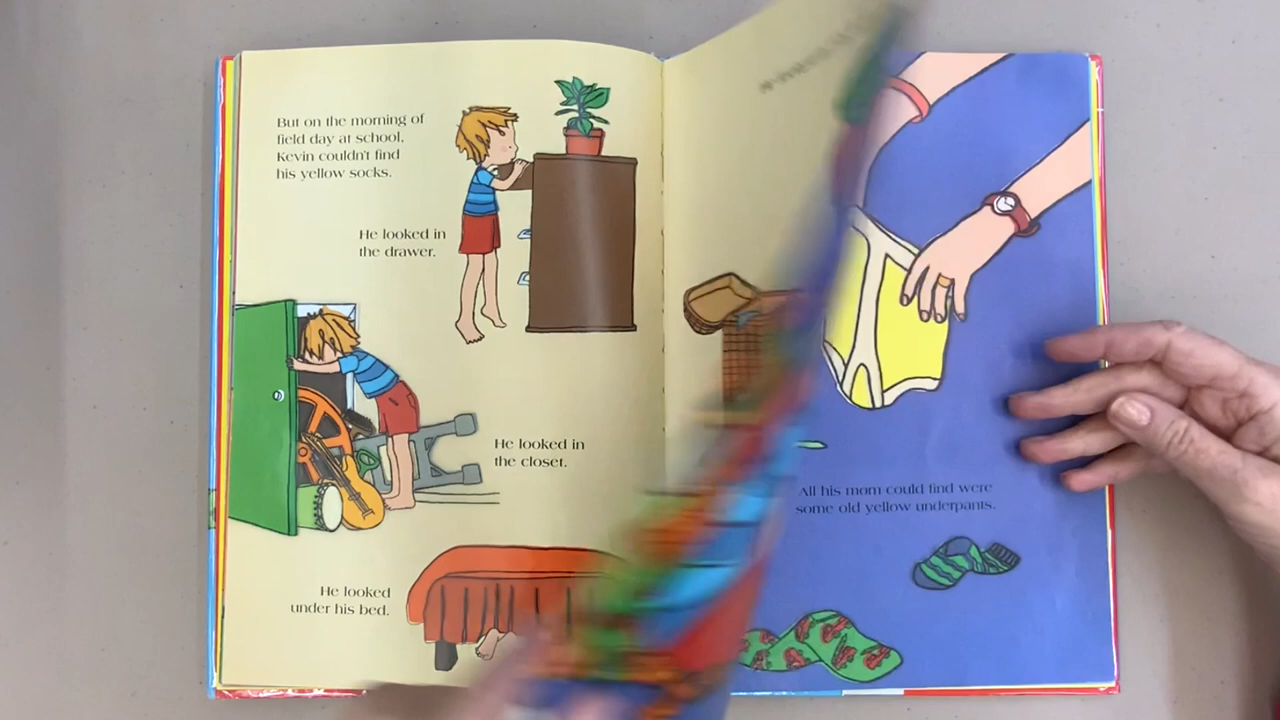 But on the morning of
field day at school,
Kevin couldn't find
his yellow socks.
He looked in
the drawer.
He looked in
the closet.
He looked
under his bed.
All his mom could find were
some old yellow underpants.